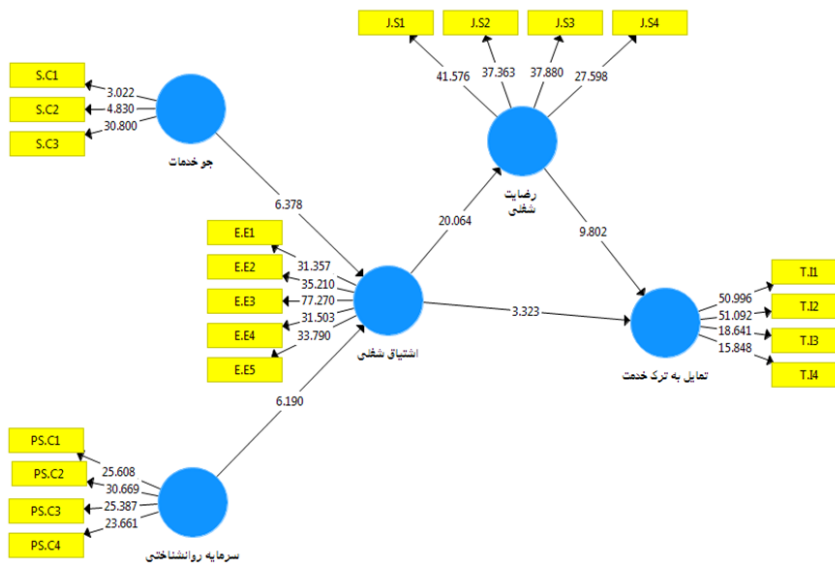 J.S1
J.S2
J.S3
J.S4
41.576
37.363
37.880
27.598
رضایت
شغلی
S.C1
S.C2
S.C3
3.022
4.830
30.800
جو خدمات
6.378
20.064
9.802
E.E1
E.E2
E.E3
E.E4
E.E5
31.357
35.210
77.270
31.503
33.790
اشتیاق شغلی
3.323
T.I1
T.I2
T.I3
T.I4
50.996
51.092
18.641
15.848
تمایل به ترک خدمت
6.190
PS.C1
PS.C2
PS.C3
PS.C4
25.608
30.669
25.387
23.661
سرمایه روانشناختی